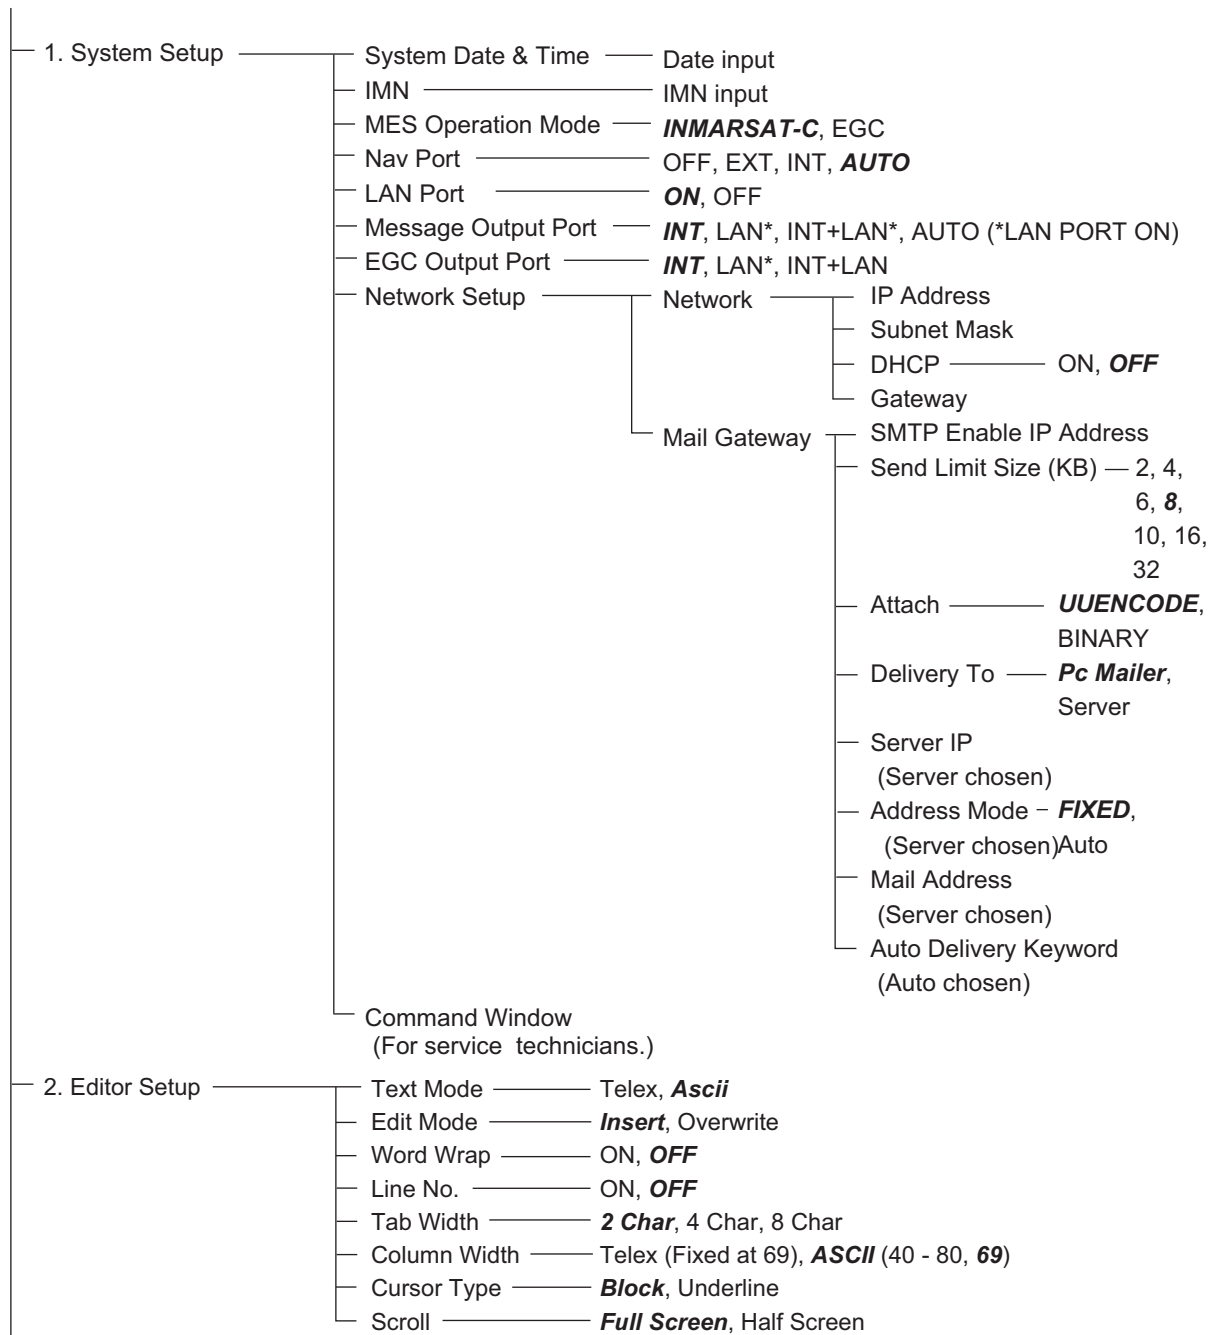 1. System Setup
System Date & Time
Date input
IMN
IMN input
MES Operation Mode
INMARSAT-C, EGC
Nav Port
OFF, EXT, INT, AUTO
LAN Port
ON, OFF
Message Output Port
INT, LAN*, INT+LAN*, AUTO (*LAN PORT ON)
EGC Output Port
INT, LAN*, INT+LAN
Network Setup
Network
IP Address
Subnet Mask
DHCP
ON, OFF
Gateway
Mail Gateway
SMTP Enable IP Address
Send Limit Size (KB)
2, 4,
6, 8,
10, 16,
32
Attach
UUENCODE,
BINARY
Delivery To
Pc Mailer,
Server
Server IP
(Server chosen)
Address Mode
FIXED,
(Server chosen)
Auto
Mail Address
(Server chosen)
Auto Delivery Keyword
(Auto chosen)
Command Window
(For service technicians.)
2. Editor Setup
Text Mode
Telex, Ascii
Edit Mode
Insert, Overwrite
Word Wrap
ON, OFF
Line No.
ON, OFF
Tab Width
2 Char, 4 Char, 8 Char
Column Width
Telex (Fixed at 69), ASCII (40 - 80, 69)
Cursor Type
Block, Underline
Scroll
Full Screen, Half Screen